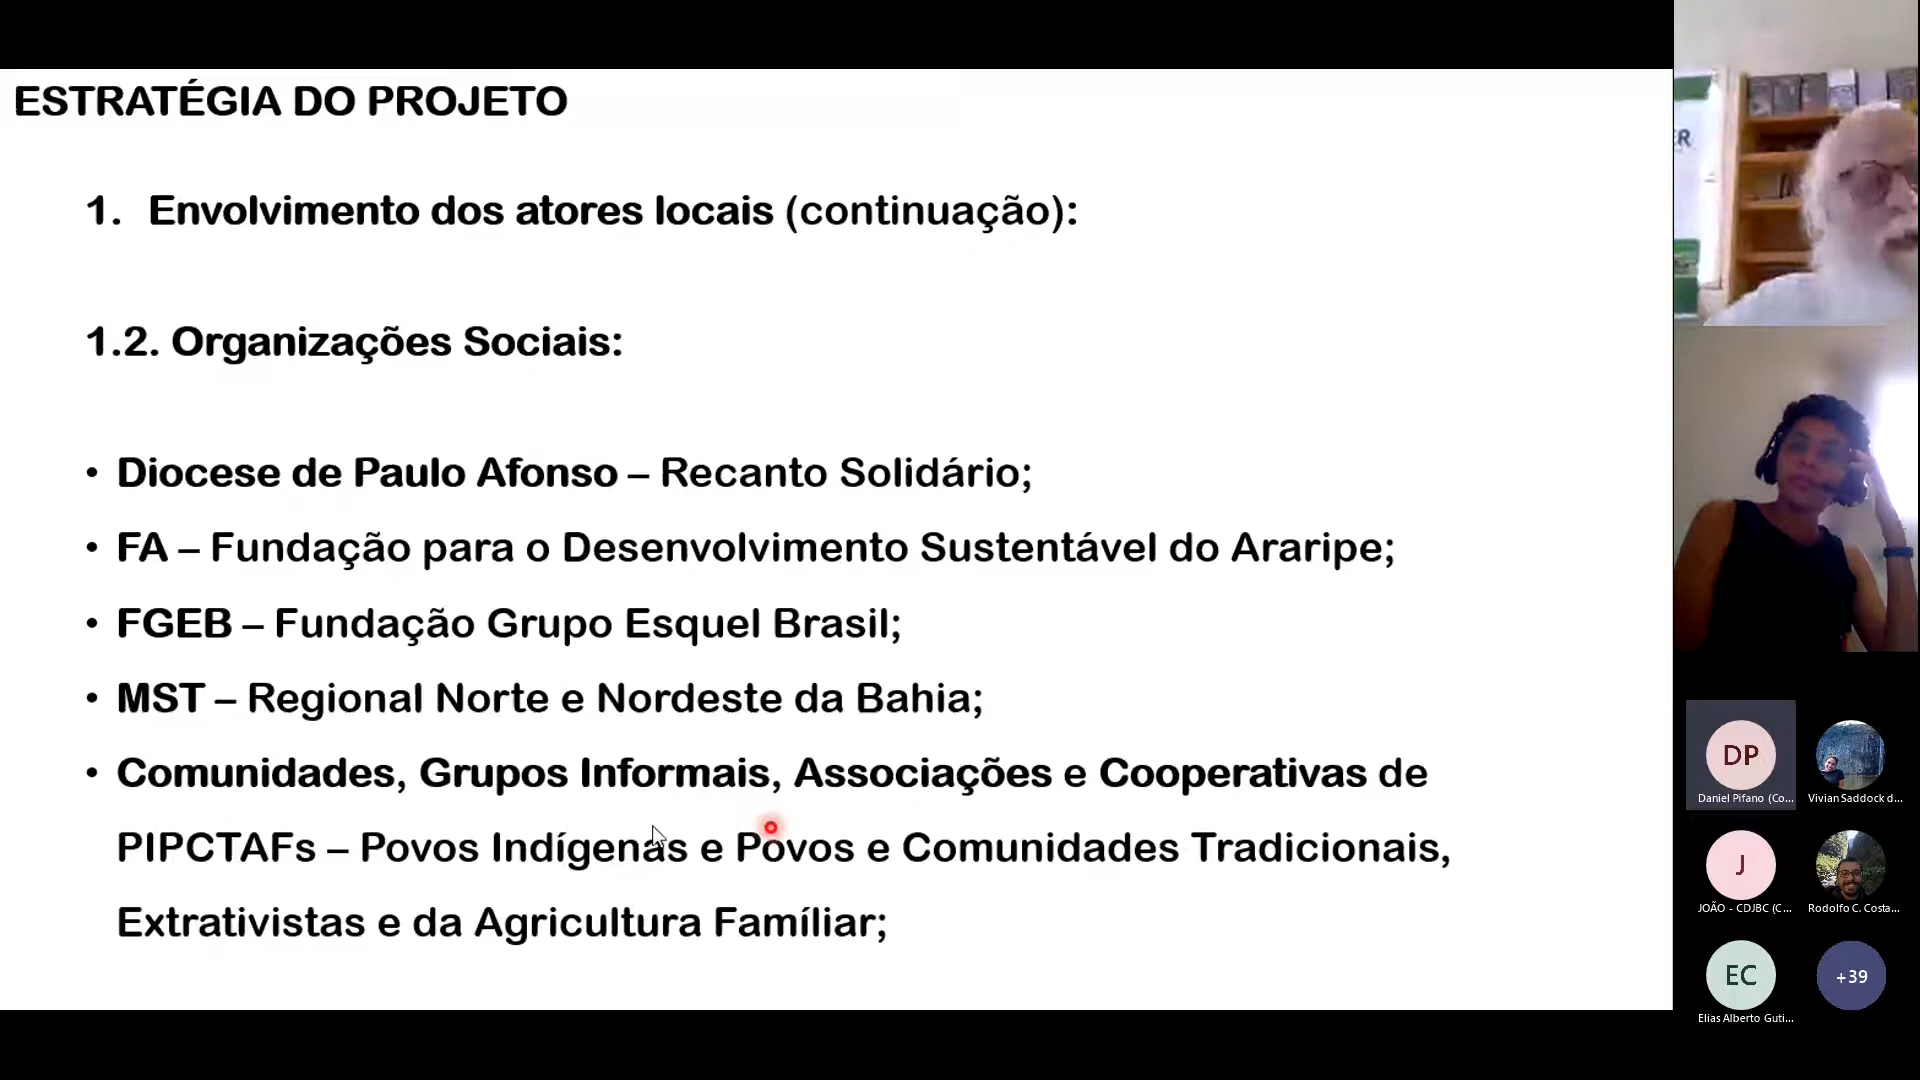 ESTRATÉGIA DO PROJETO
1. Envolvimento dos atores locais (continuação):
1.2. Organizações Sociais:
• Diocese de Paulo Afonso – Recanto Solidário;
• FA – Fundação para o Desenvolvimento Sustentável do Araripe;
• FGEB – Fundação Grupo Esquel Brasil;
• MST – Regional Norte e Nordeste da Bahia;
• Comunidades, Grupos Informais, Associações e Cooperativas de
PIPCTAFs – Povos Indígenas e Povos e Comunidades Tradicionais,
Extrativistas e da Agricultura Famíliar;
ER
DP
Daniel Pifano (Co...
Vivian Saddock d...
J
JOÃO - CDJBC (C...
Rodolfo C. Costa...
EC
+39
Elias Alberto Guti...